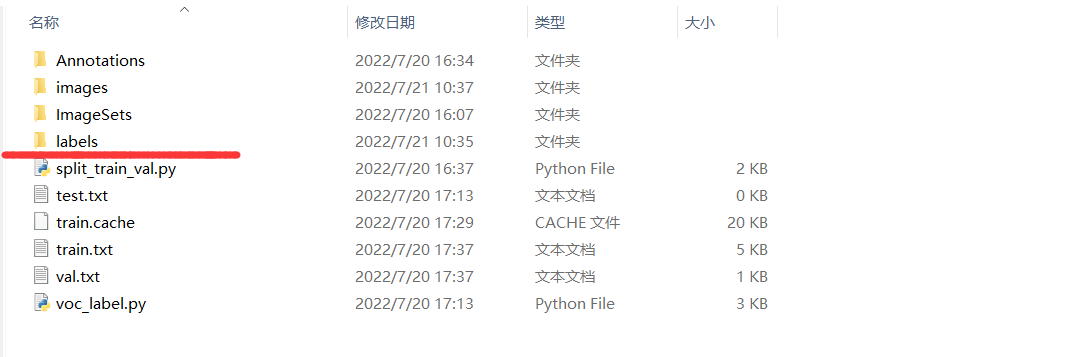 名称 修改日期 类型 大小
Annotations 2022/7/20 16:34 文件夹
images 2022/7/21 10:37 文件夹
ImageSets 2022/7/20 16:07 文件夹
labels 2022/7/21 10:35 文件夹
split_train_val.py 2022/7/20 16:37 Python File 2 KB
test.txt 2022/7/20 17:13 文本文档 0 KB
train.cache 2022/7/20 17:29 CACHE 文件 20 KB
train.txt 2022/7/20 17:37 文本文档 5 KB
val.txt 2022/7/20 17:37 文本文档 1 KB
voc_label.py 2022/7/20 17:13 Python File 3 KB